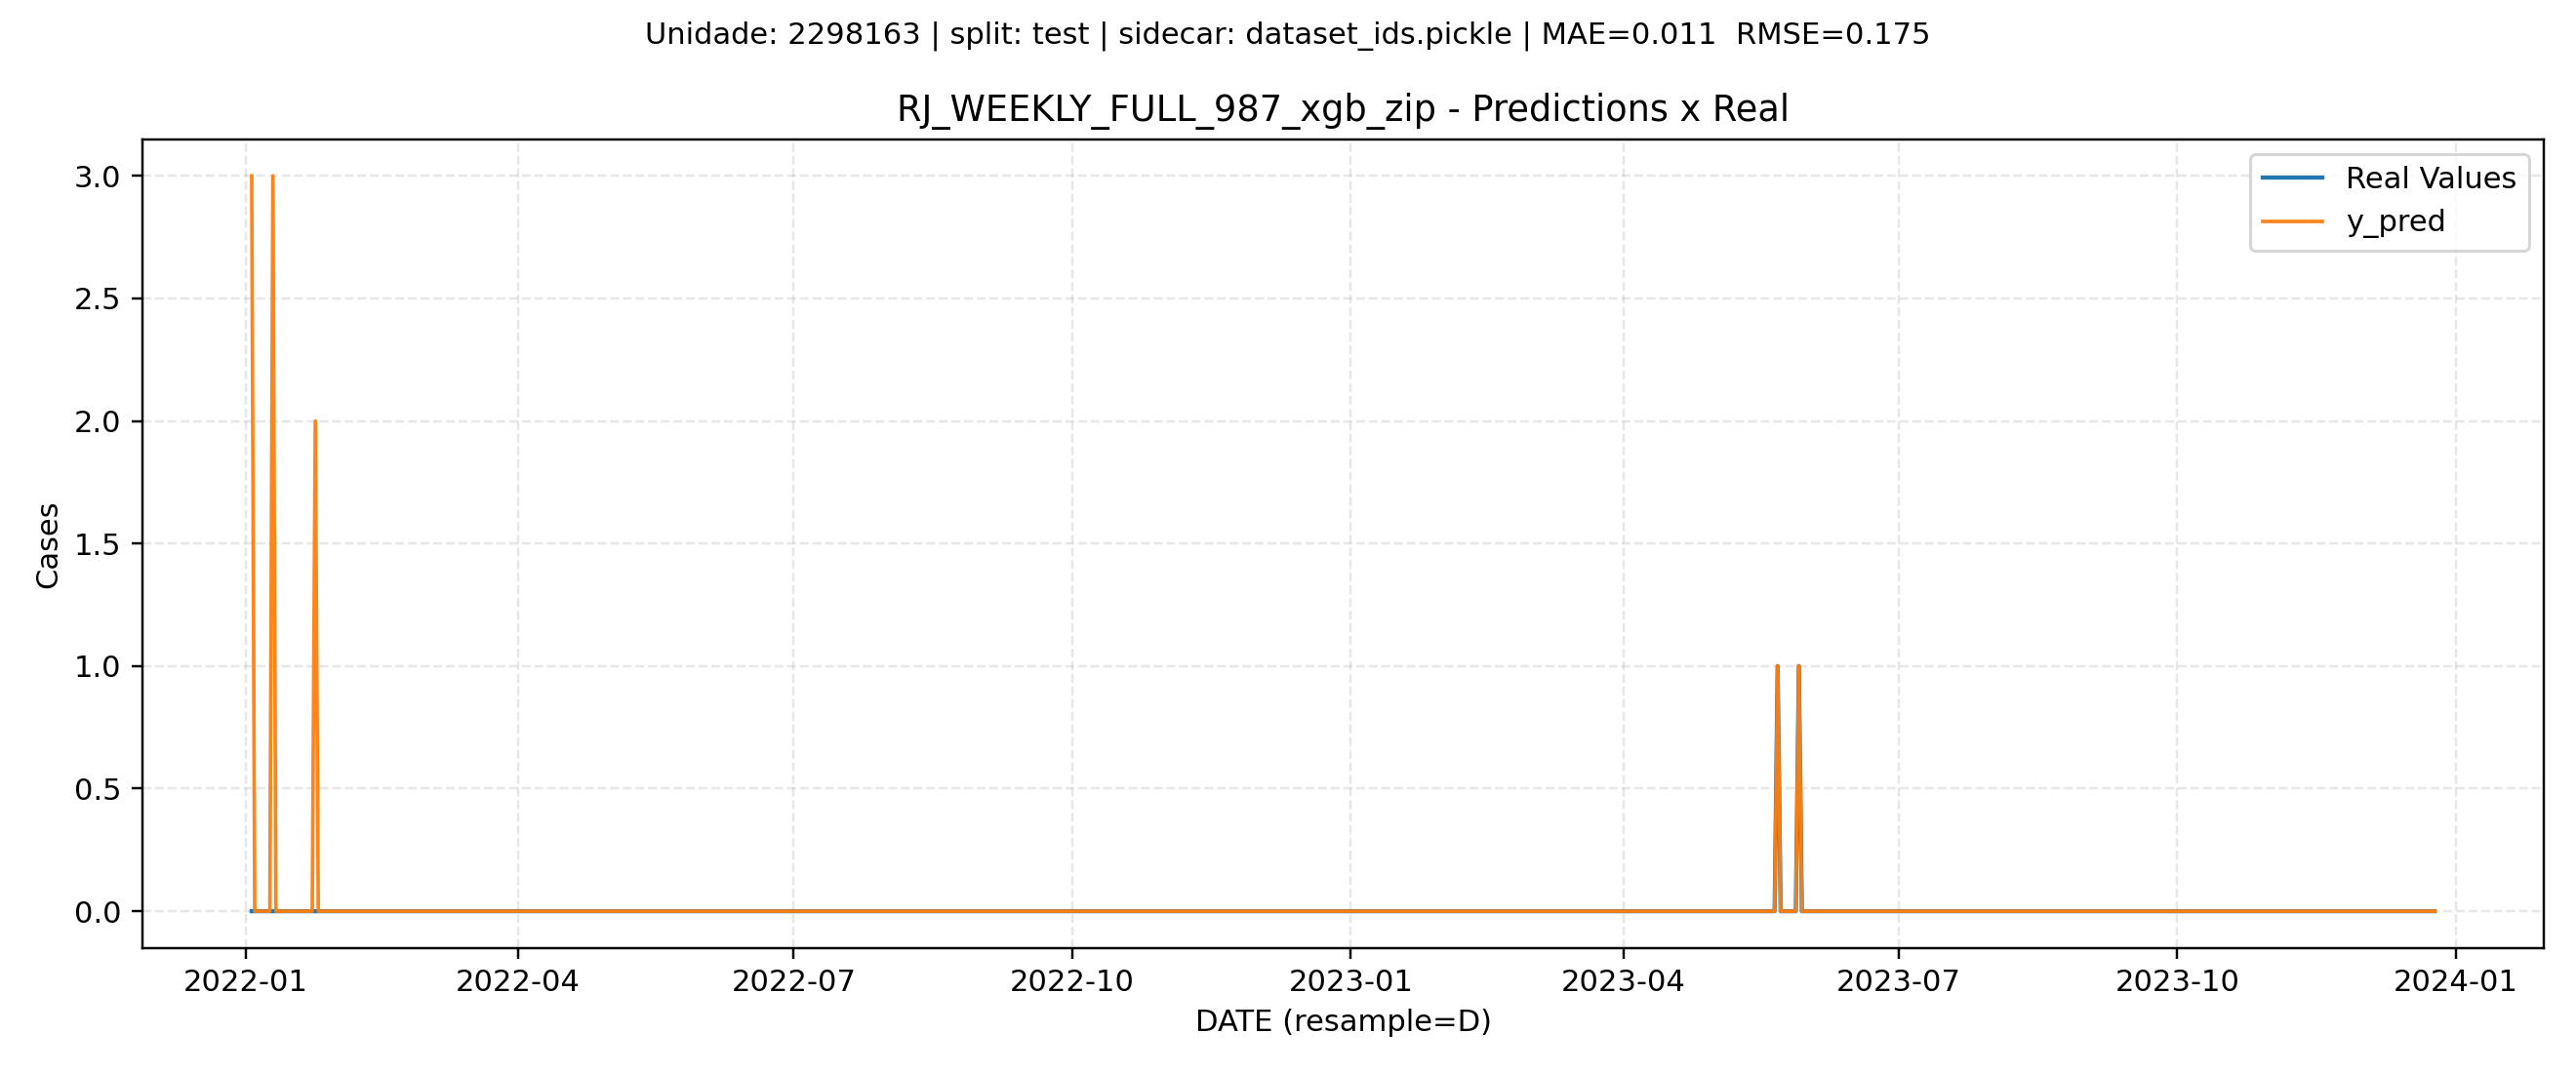 Unidade: 2298163 | split: test | sidecar: dataset_ids.pickle | MAE=0.011  RMSE=0.175
RJ_WEEKLY_FULL_987_xgb_zip - Predictions x Real
Real Values
y_pred
Cases
3.0
2.5
2.0
1.5
1.0
0.5
0.0
2022-01 2022-04 2022-07 2022-10 2023-01 2023-04 2023-07 2023-10 2024-01
DATE (resample=D)